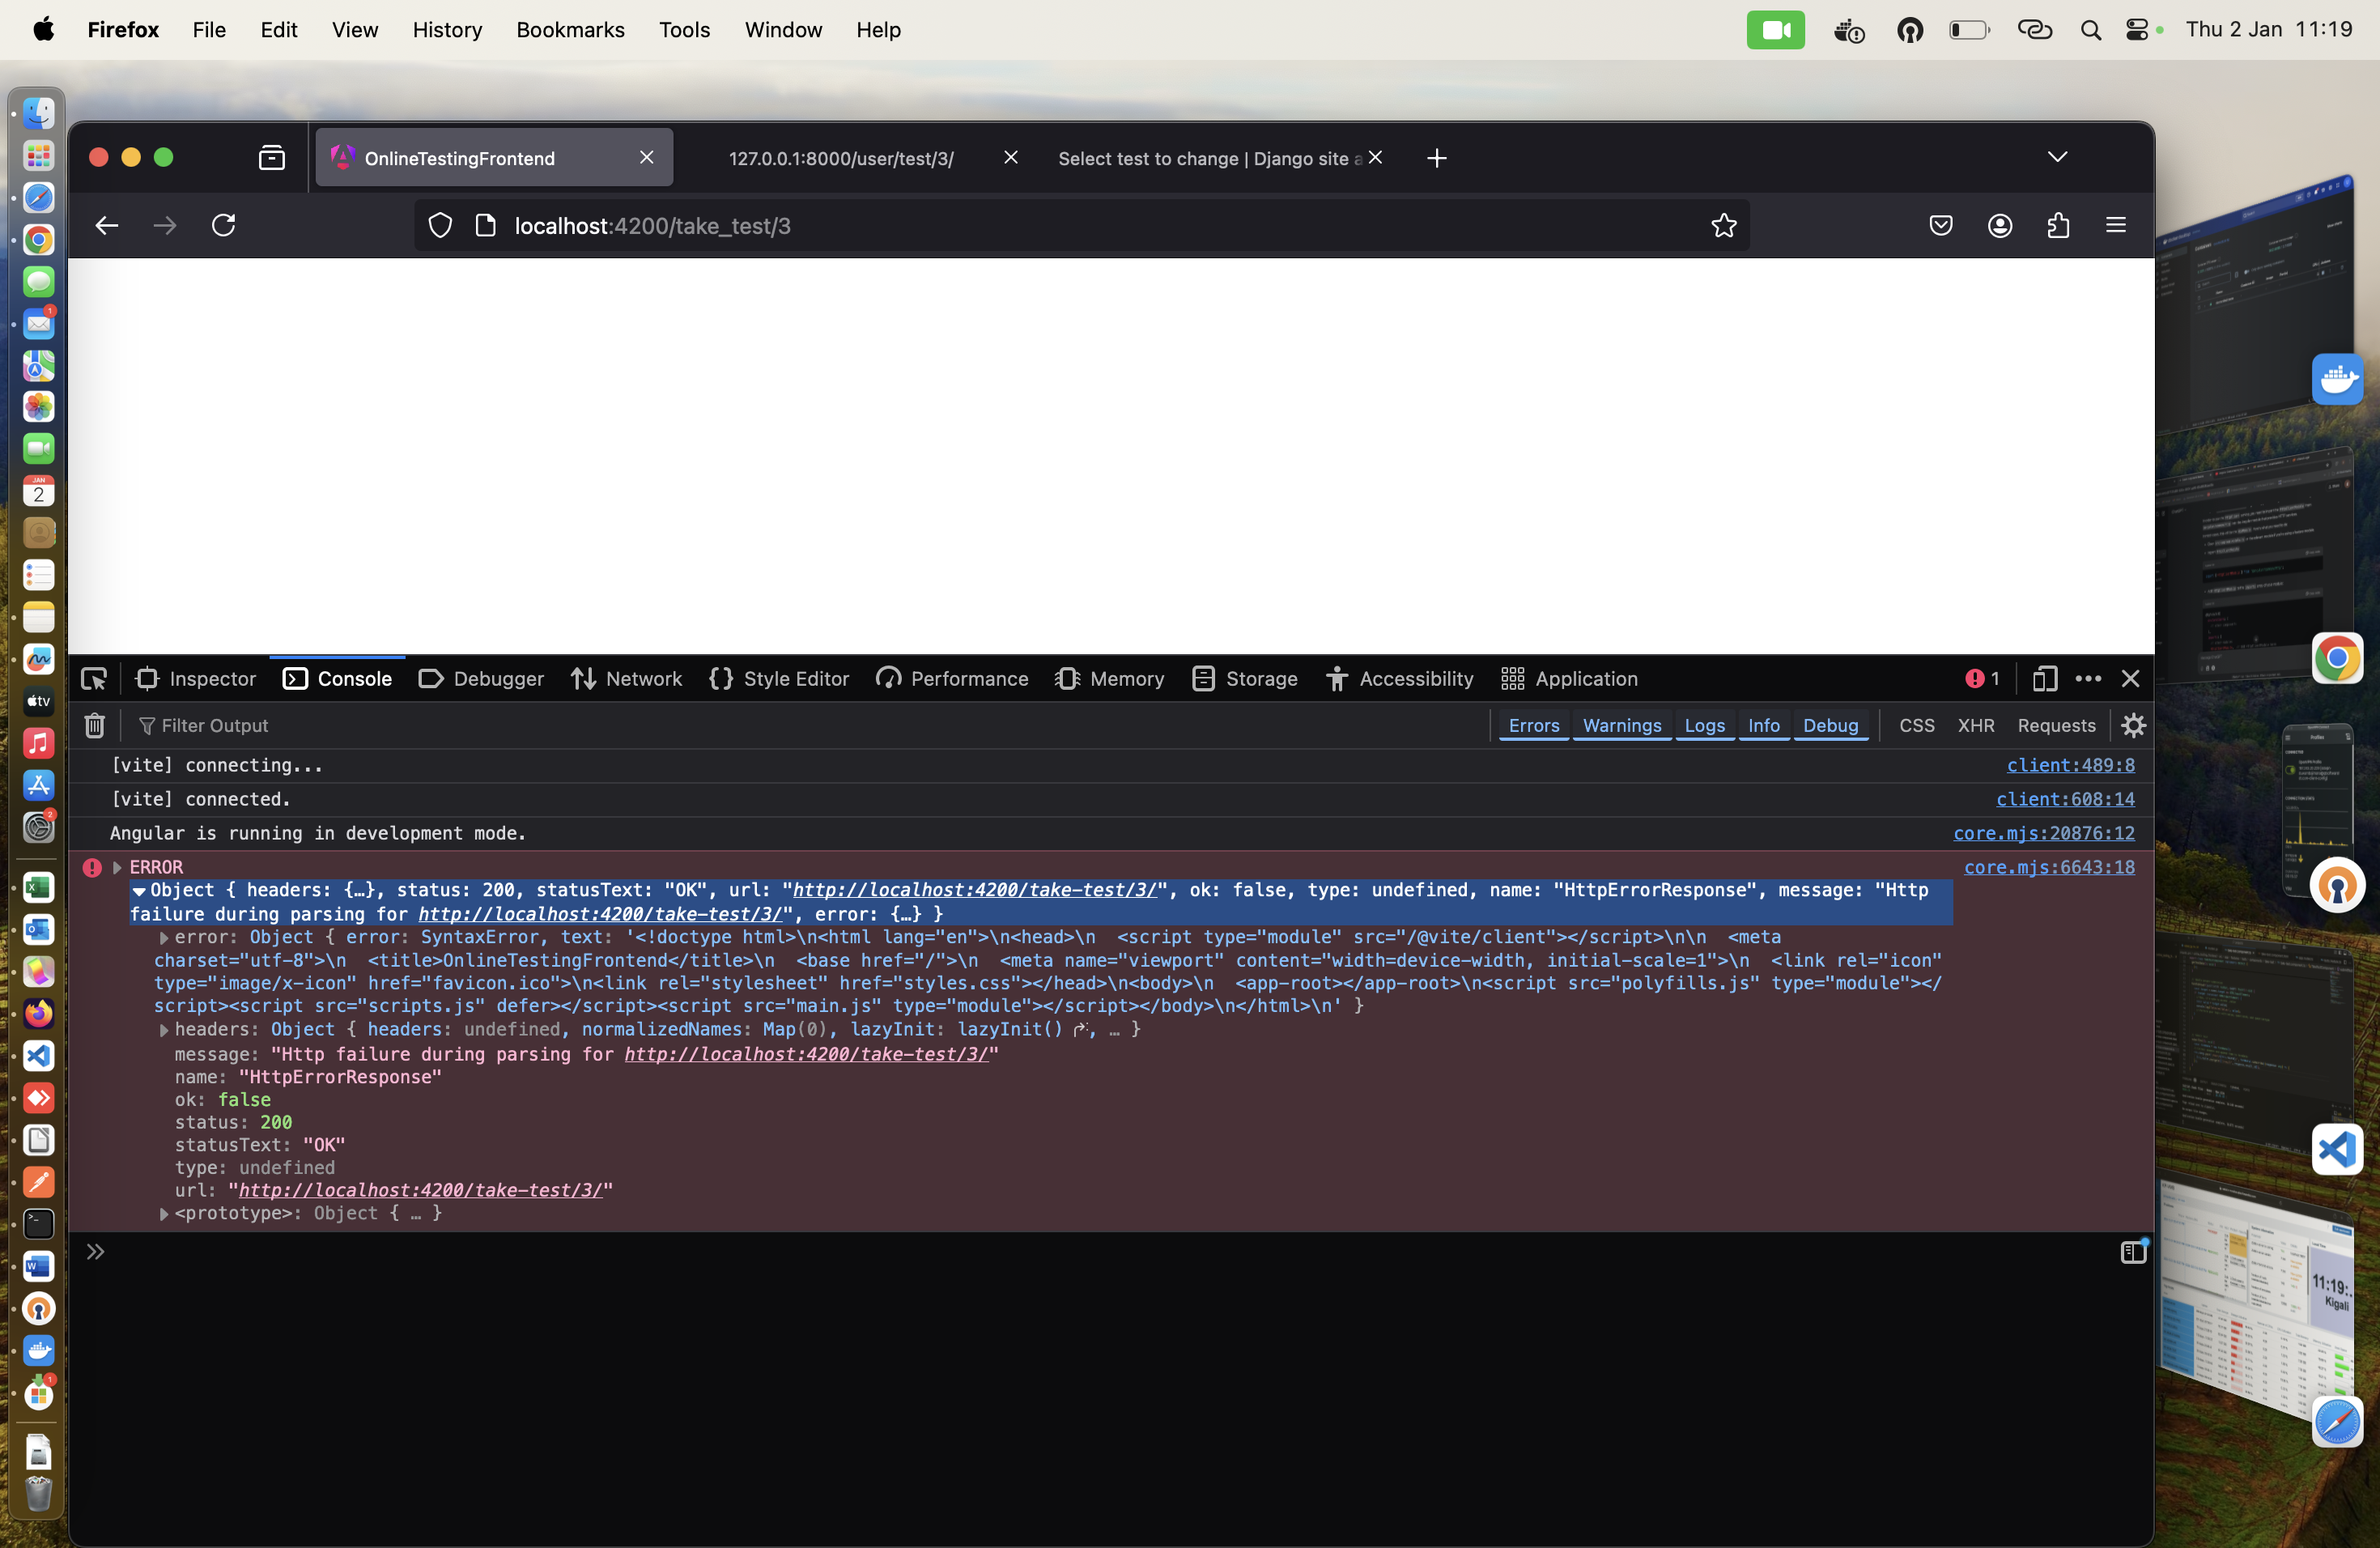 Firefox File Edit View History Bookmarks Tools Window Help Thu 2 Jan 11:19
OnlineTestingFrontend 127.0.0.1:8000/user/test/3/ Select test to change | Django site a
localhost:4200/take_test/3
Inspector Console Debugger Network Style Editor Performance Memory Storage Accessibility Application 1
Filter Output Errors Warnings Logs Info Debug CSS XHR Requests
[vite] connecting... client:489:8
[vite] connected. client:608:14
Angular is running in development mode. core.mjs:20876:12
ERROR core.mjs:6643:18
Object { headers: {…}, status: 200, statusText: "OK", url: "http://localhost:4200/take-test/3/", ok: false, type: undefined, name: "HttpErrorResponse", message: "Http
failure during parsing for http://localhost:4200/take-test/3/", error: {…} }
error: Object { error: SyntaxError, text: '<!doctype html>\n<html lang="en">\n<head>\n  <script type="module" src="/@vite/client"></script>\n\n  <meta
charset="utf-8">\n  <title>OnlineTestingFrontend</title>\n  <base href="/">\n  <meta name="viewport" content="width=device-width, initial-scale=1">\n  <link rel="icon"
type="image/x-icon" href="favicon.ico">\n<link rel="stylesheet" href="styles.css"></head>\n<body>\n  <app-root></app-root>\n<script src="polyfills.js" type="module"></
script><script src="scripts.js" defer></script><script src="main.js" type="module"></script></body>\n</html>\n' }
headers: Object { headers: undefined, normalizedNames: Map(0), lazyInit: lazyInit(), … }
message: "Http failure during parsing for http://localhost:4200/take-test/3/"
name: "HttpErrorResponse"
ok: false
status: 200
statusText: "OK"
type: undefined
url: "http://localhost:4200/take-test/3/"
<prototype>: Object { … }
JAN
2
tv
11:19:
Kigali